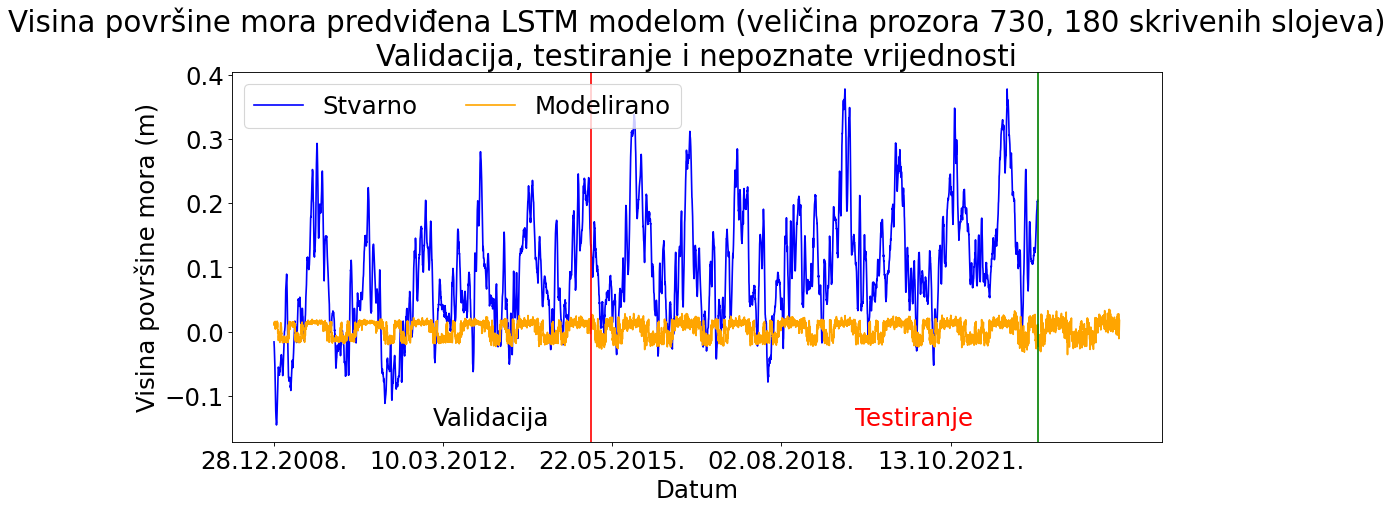 Visina površine mora predviđena LSTM modelom (veličina prozora 730, 180 skrivenih slojeva)
Validacija, testiranje i nepoznate vrijednosti
Stvarno Modelirano
Visina površine mora (m)
0.4
0.3
0.2
0.1
0.0
−0.1
Validacija Testiranje
28.12.2008. 10.03.2012. 22.05.2015. 02.08.2018. 13.10.2021.
Datum